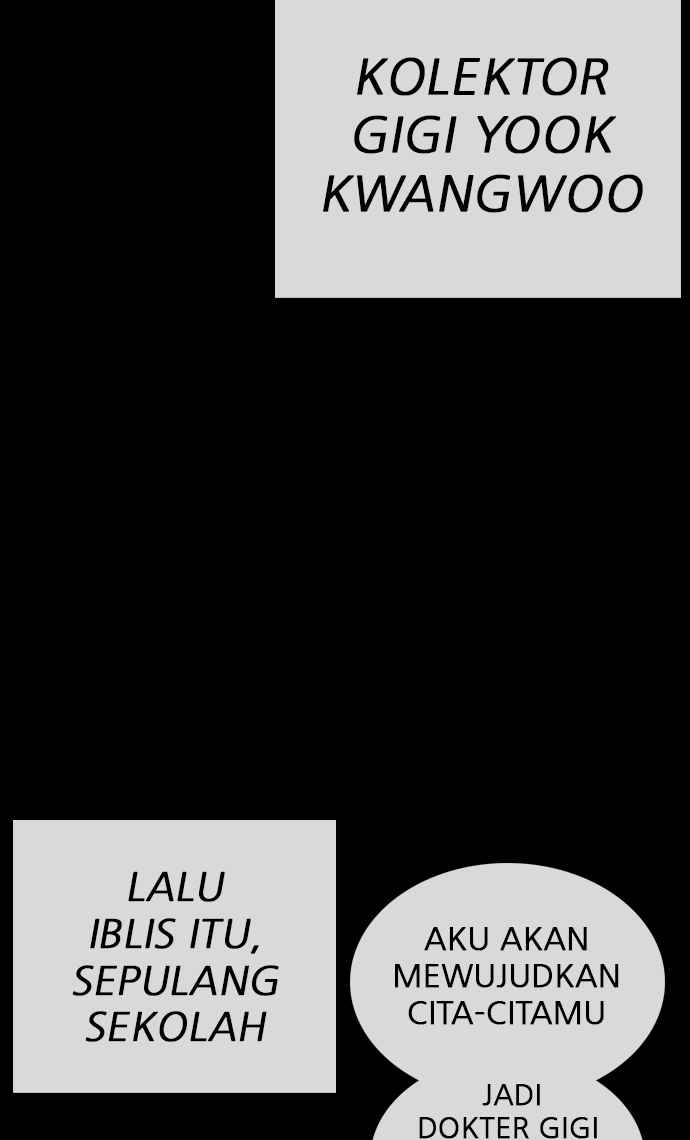 KOLEKTOR
GIGI YOOK
KWANGWOO
LALU
IBLIS ITU,
SEPULANG
SEKOLAH
AKU AKAN
MEWUJUDKAN
CITA-CITAMU
JADI
DOKTER GIGI